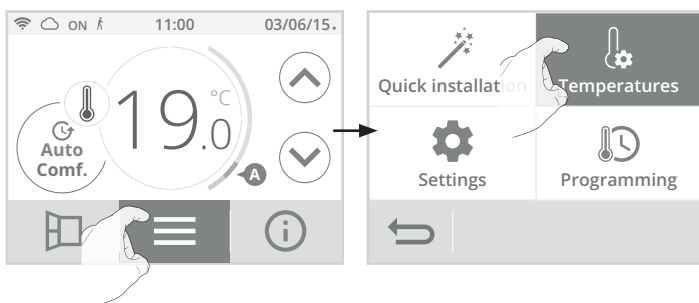 ON 11:00 03/06/15.
19.0 °C
Auto
Comf.
A
i
Quick installation
Temperatures
Settings
Programming